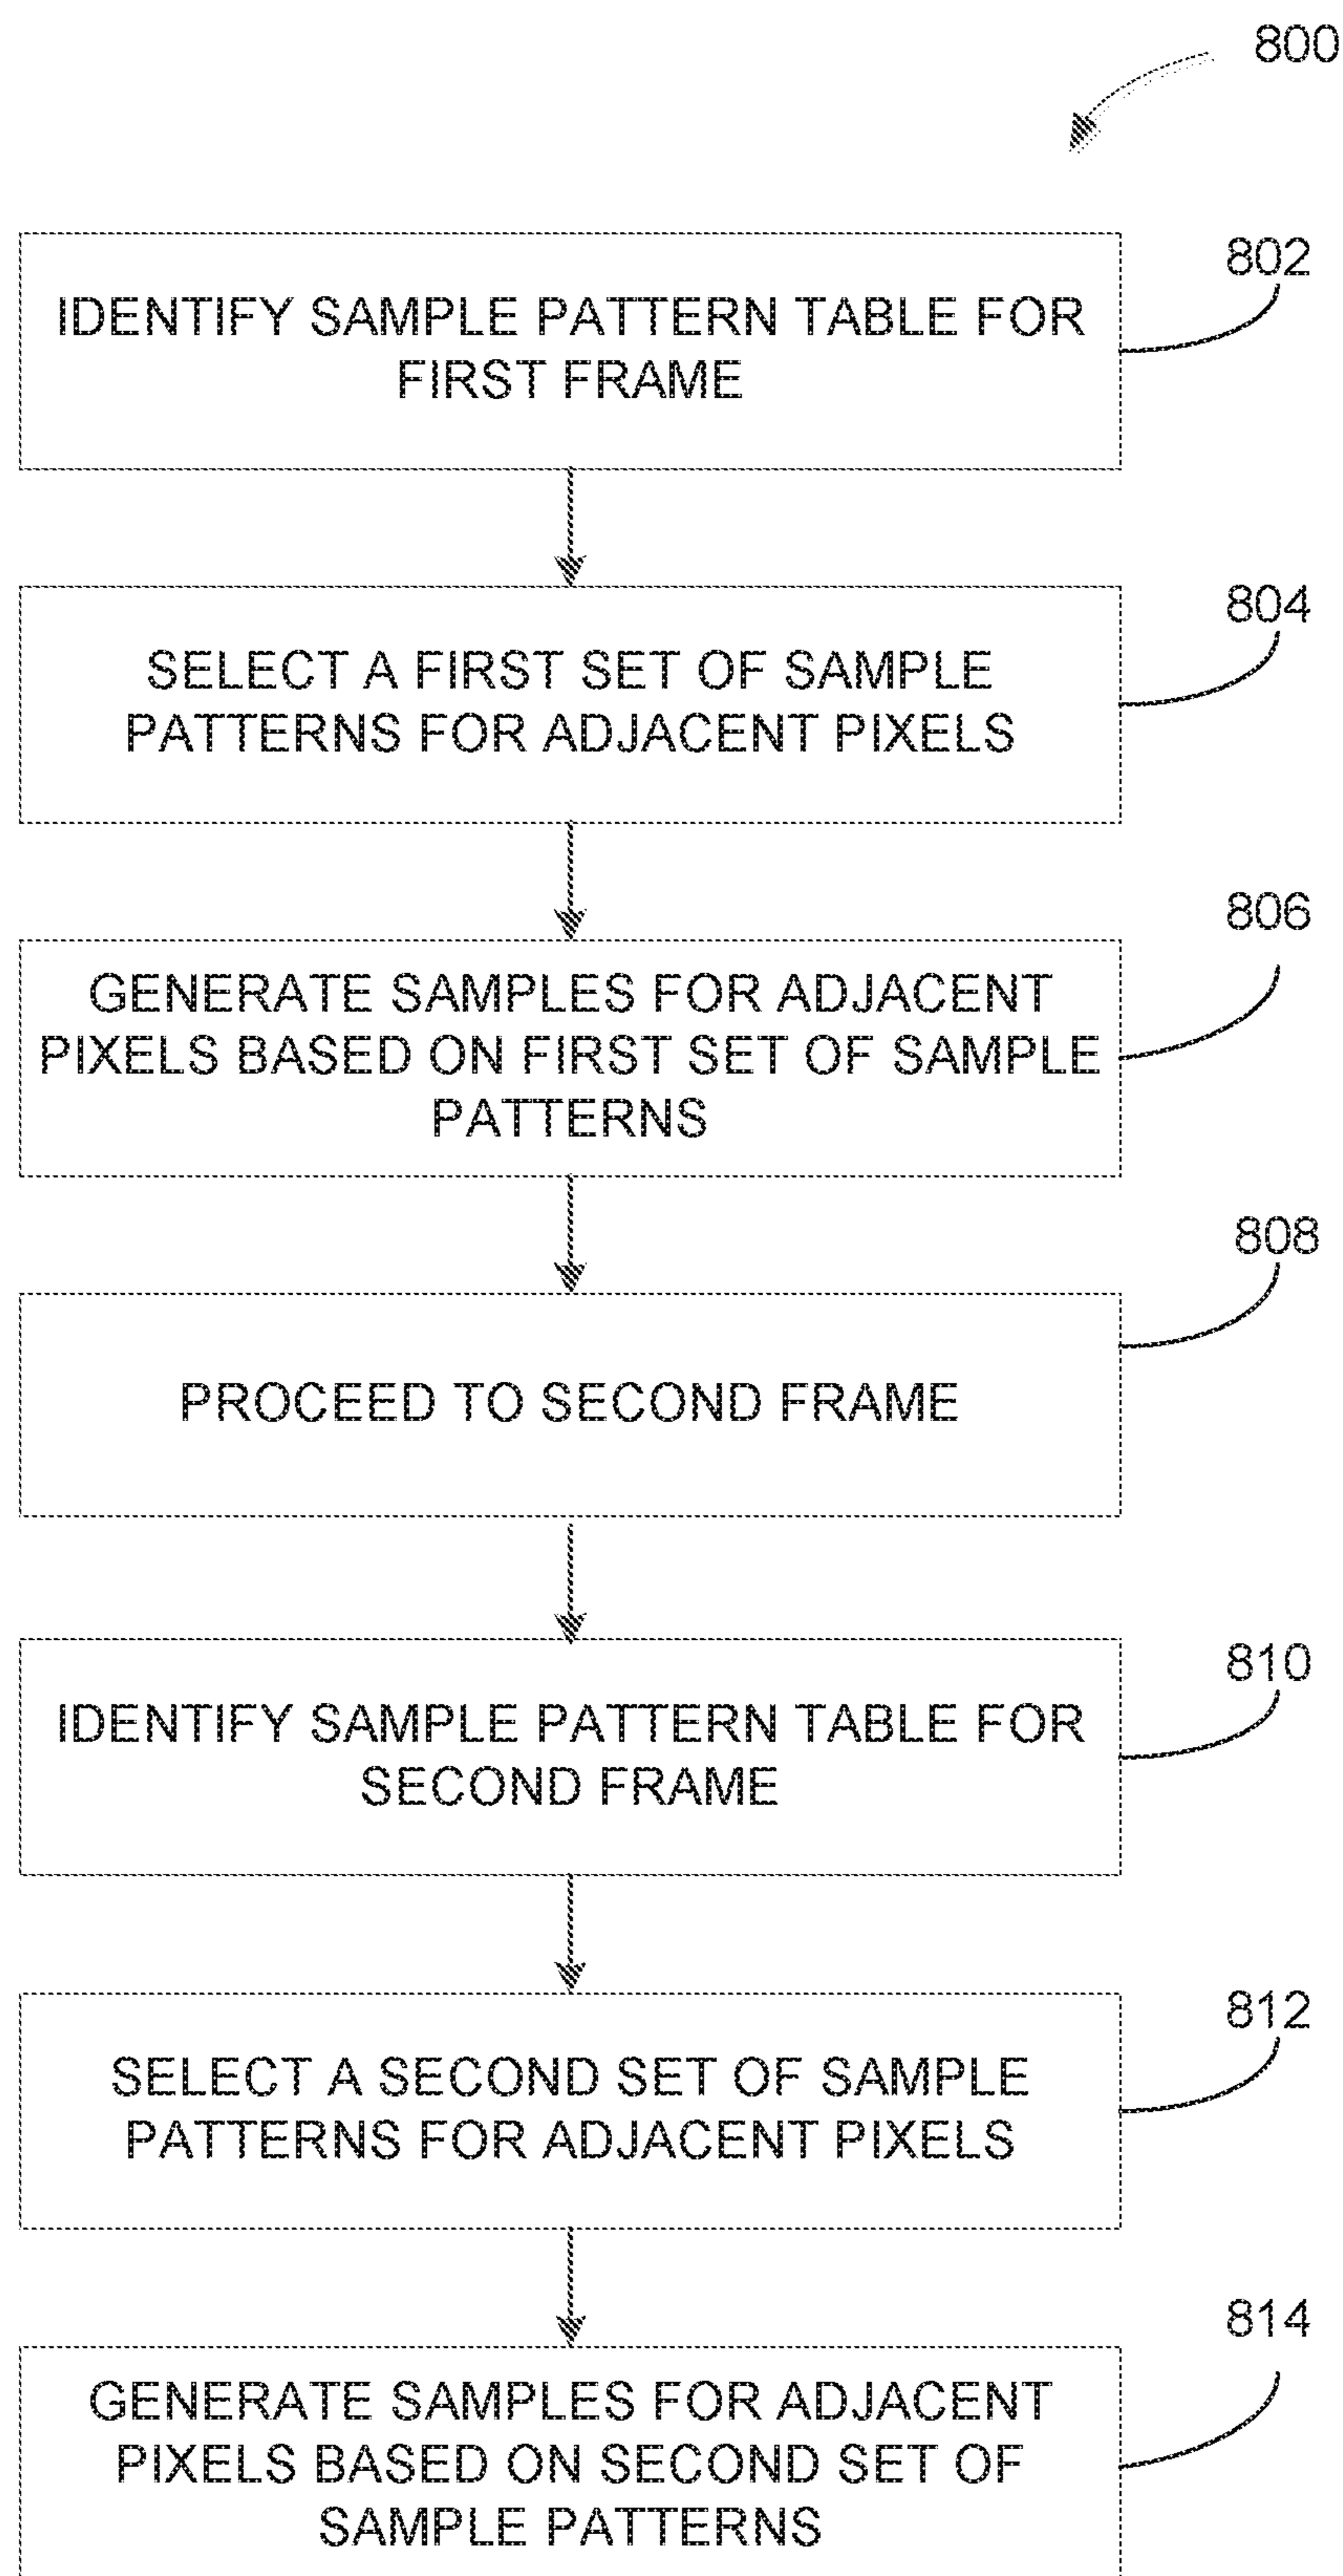 800
802
IDENTIFY SAMPLE PATTERN TABLE FOR
FIRST FRAME
804
SELECT A FIRST SET OF SAMPLE
PATTERNS FOR ADJACENT PIXELS
806
GENERATE SAMPLES FOR ADJACENT
PIXELS BASED ON FIRST SET OF SAMPLE
PATTERNS
808
PROCEED TO SECOND FRAME
810
IDENTIFY SAMPLE PATTERN TABLE FOR
SECOND FRAME
812
SELECT A SECOND SET OF SAMPLE
PATTERNS FOR ADJACENT PIXELS
814
GENERATE SAMPLES FOR ADJACENT
PIXELS BASED ON SECOND SET OF
SAMPLE PATTERNS